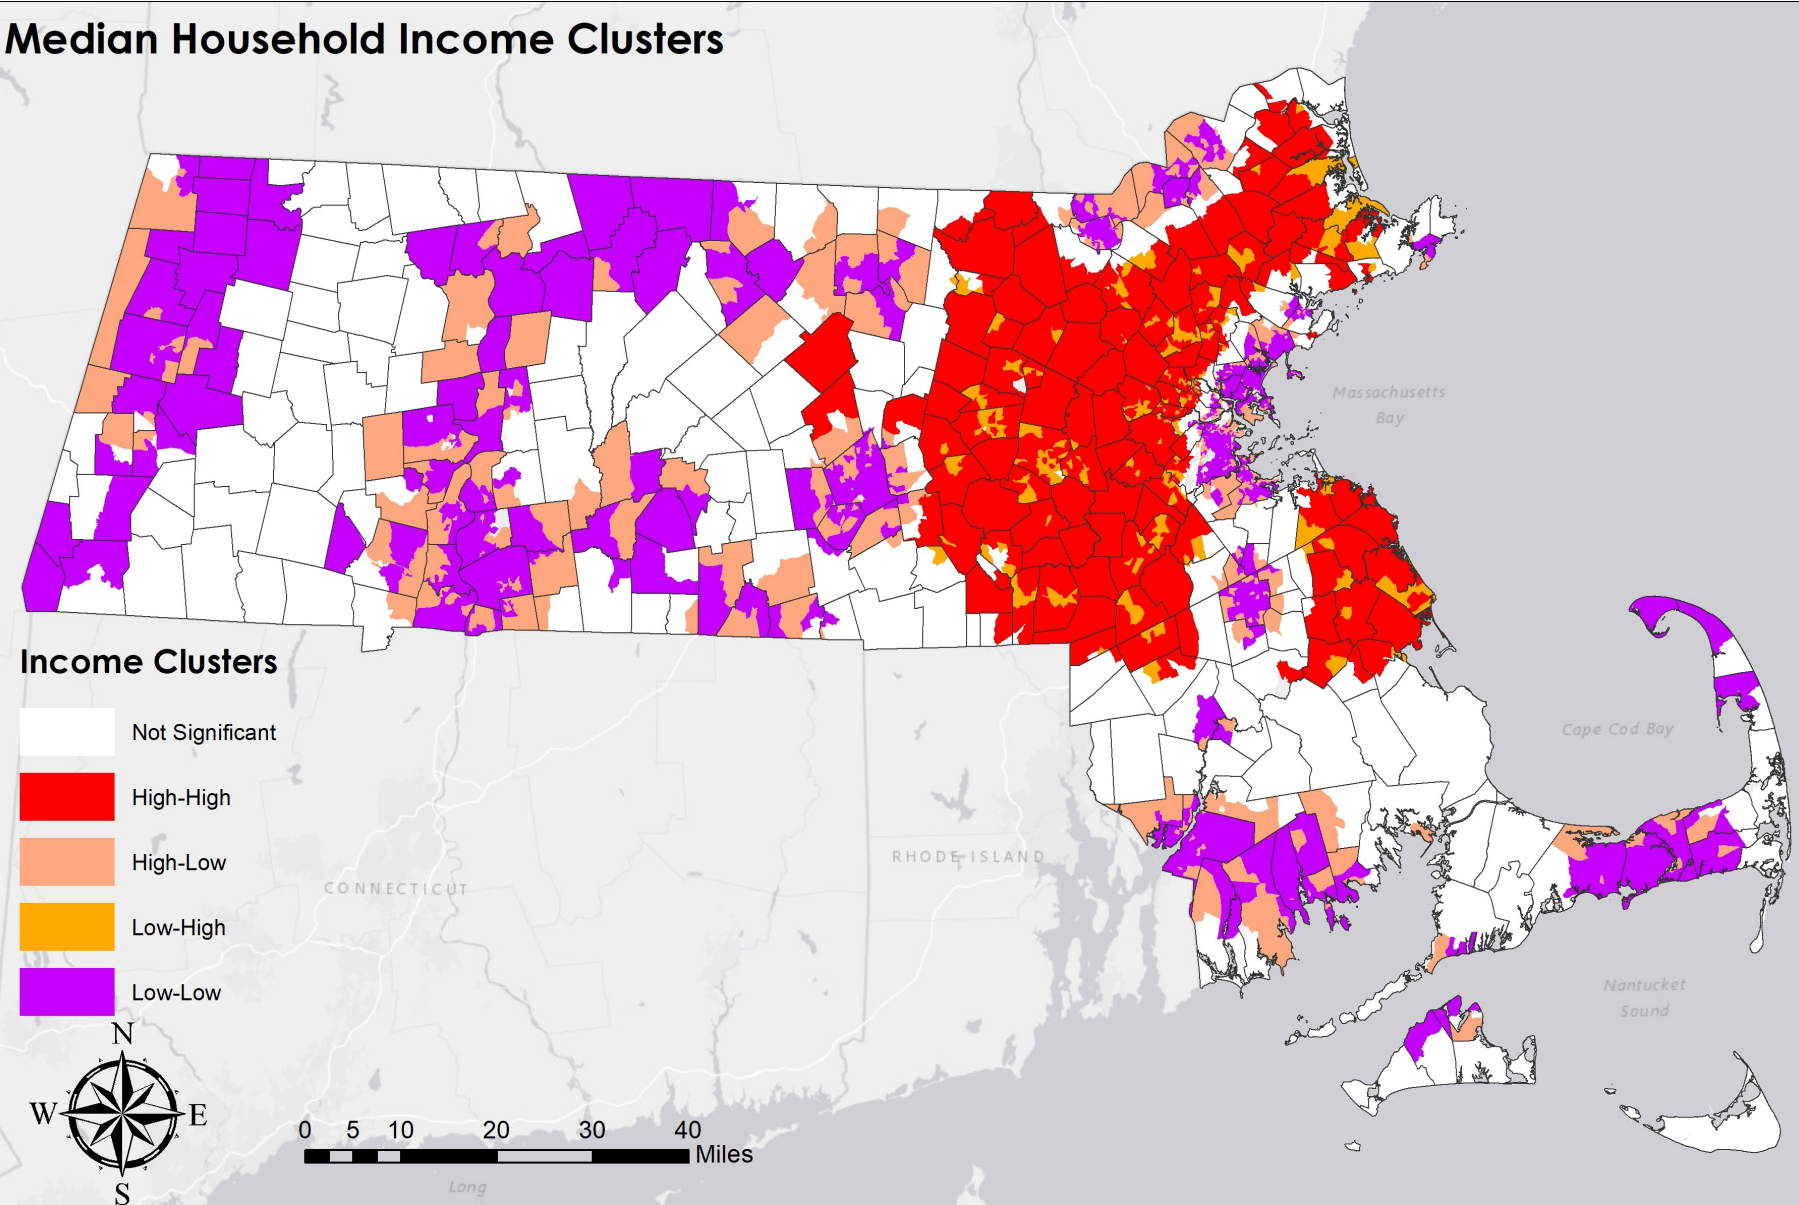 Median Household Income Clusters
Massachusetts
Bay
Income Clusters
Not Significant
High-High
High-Low
Low-High
Low-Low
Cape Cod Bay
RHODE ISLAND
CONNECTICUT
Nantucket
Sound
N
W E
S
0 5 10 20 30 40
Miles
Long